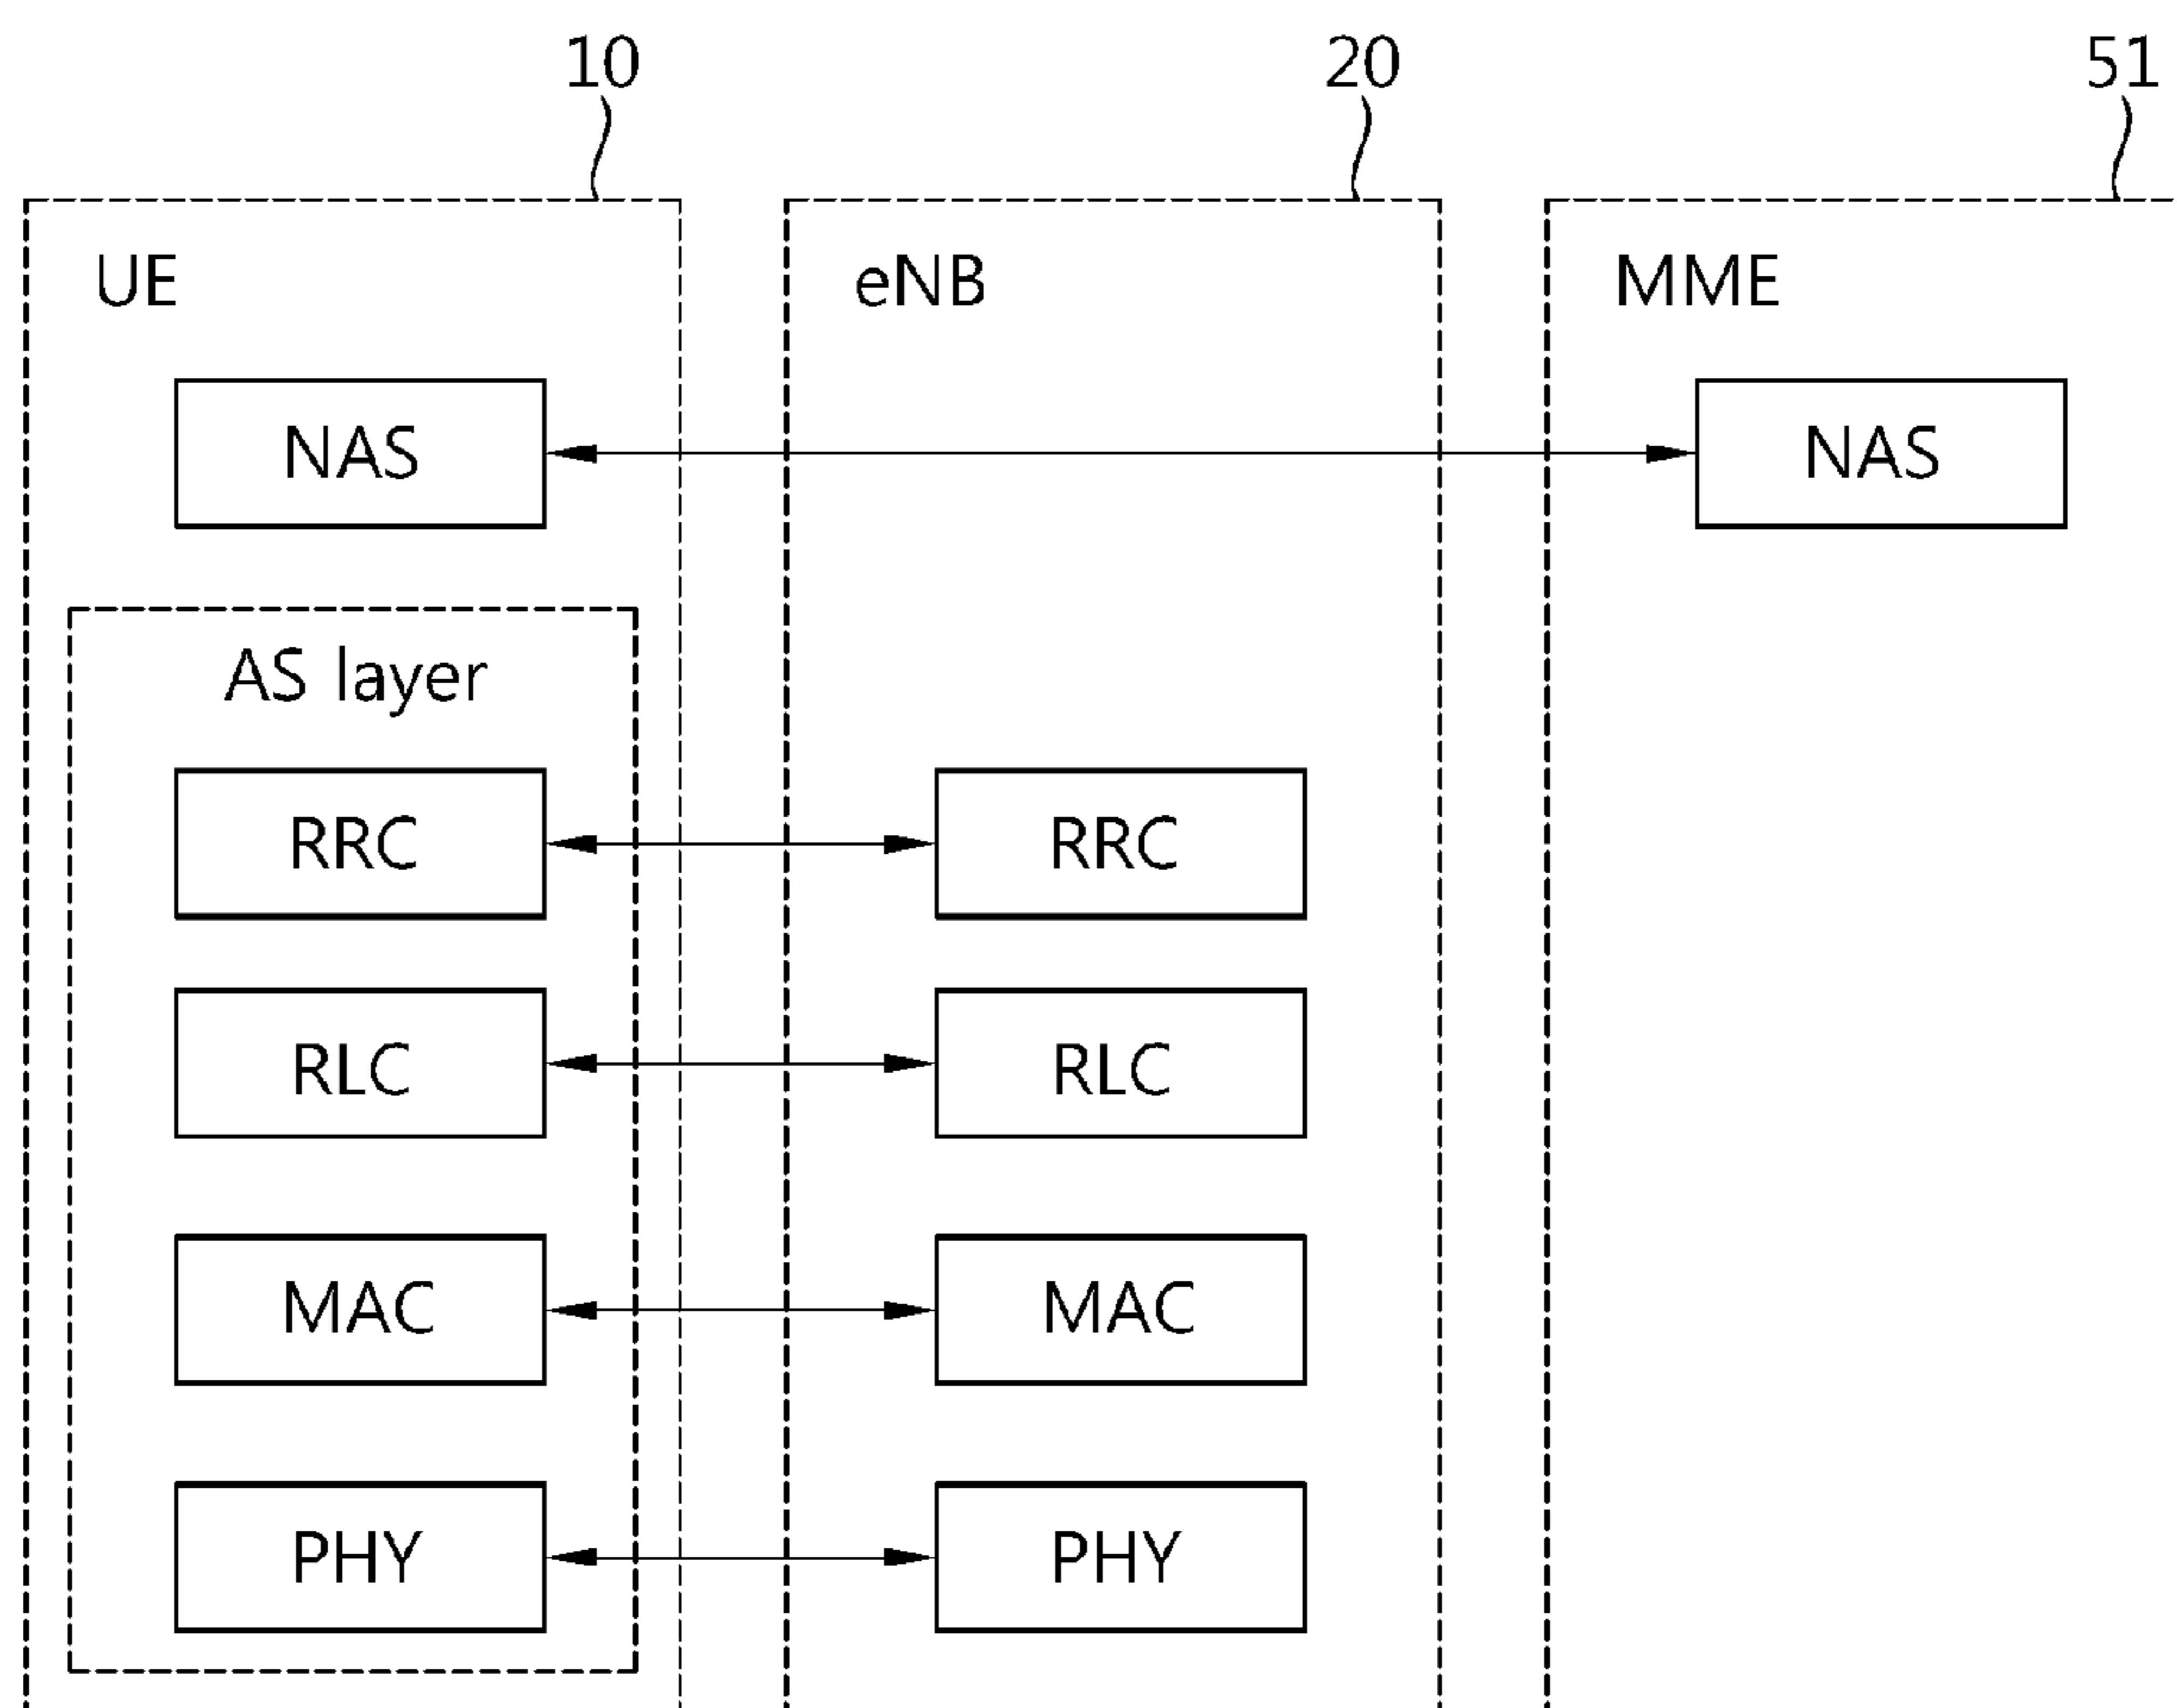 10 20 51
UE eNB MME
NAS NAS
AS layer
RRC RRC
RLC RLC
MAC MAC
PHY PHY